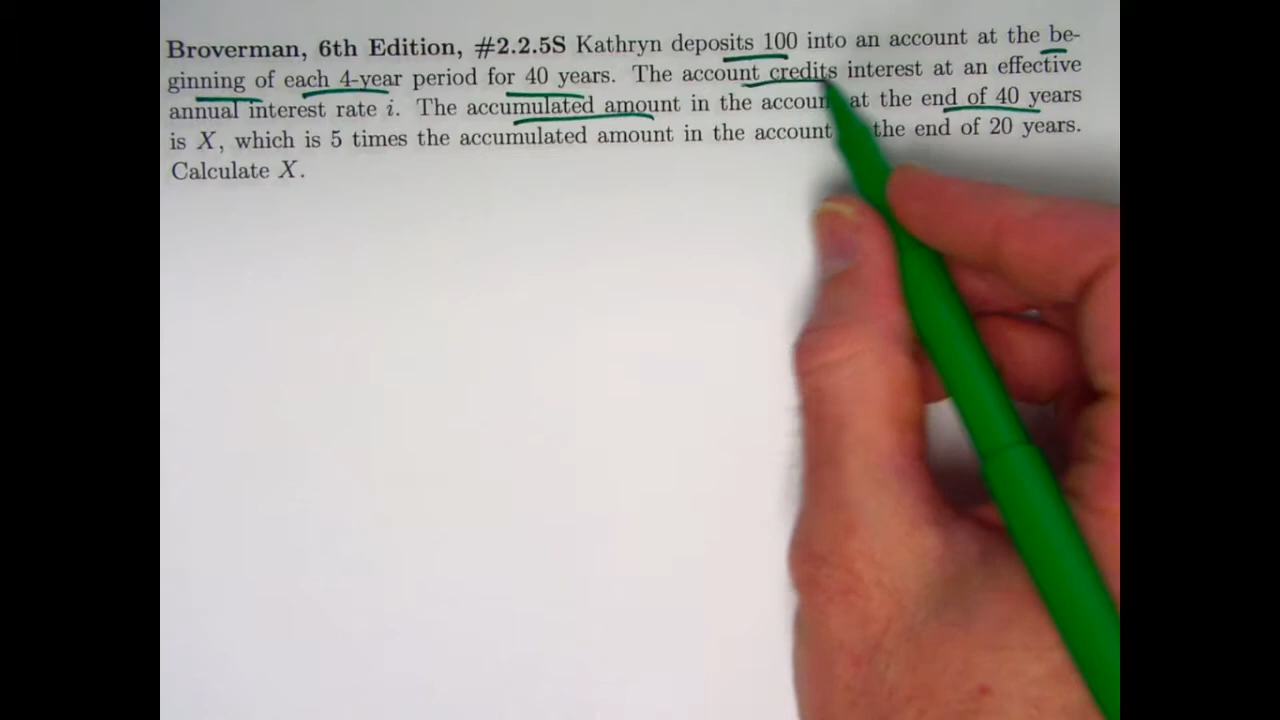 Broverman, 6th Edition, #2.2.5S Kathryn deposits 100 into an account at the be-
ginning of each 4-year period for 40 years. The account credits interest at an effective
annual interest rate i. The accumulated amount in the accoun at the end of 40 years
is X, which is 5 times the accumulated amount in the account the end of 20 years.
Calculate X.